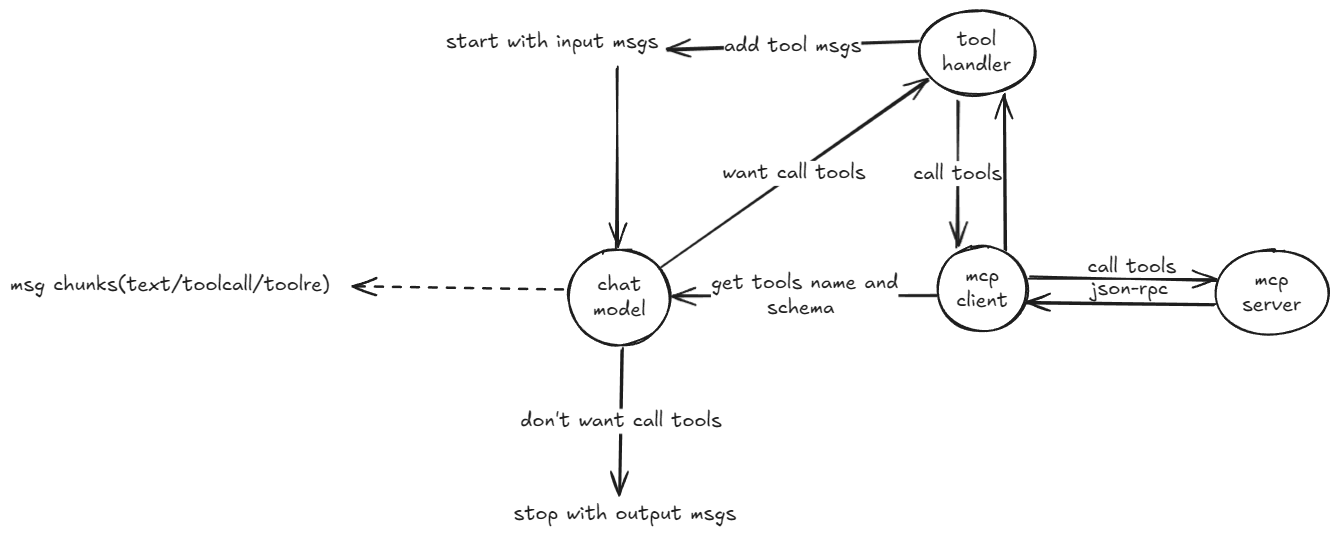 start with input msgs
add tool msgs
tool
handler
want call tools
call tools
msg chunks(text/toolcall/toolre)
chat
model
get tools name and
schema
mcp
client
call tools
json-rpc
mcp
server
don't want call tools
stop with output msgs